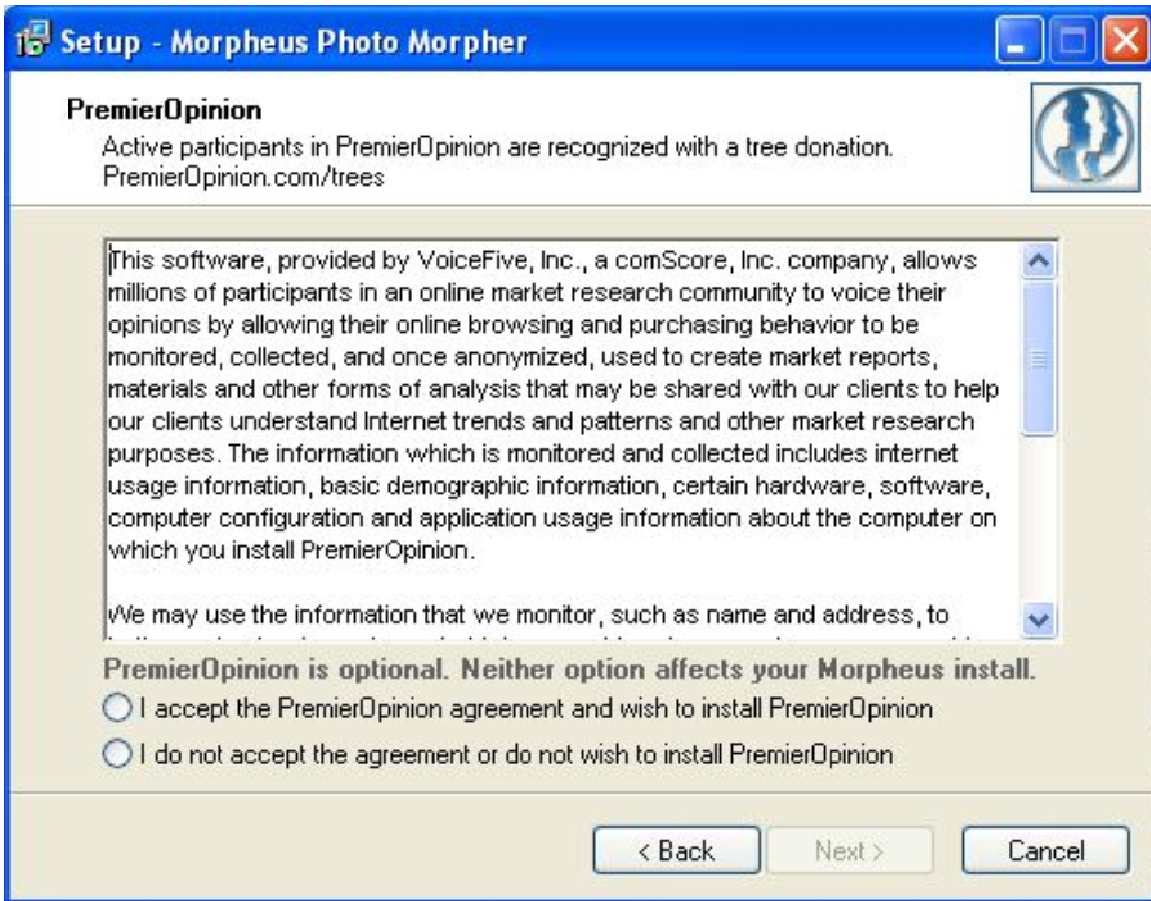 Setup - Morpheus Photo Morpher
PremierOpinion
Active participants in PremierOpinion are recognized with a tree donation.
PremierOpinion.com/trees
This software, provided by VoiceFive, Inc., a comScore, Inc. company, allows
millions of participants in an online market research community to voice their
opinions by allowing their online browsing and purchasing behavior to be
monitored, collected, and once anonymized, used to create market reports,
materials and other forms of analysis that may be shared with our clients to help
our clients understand Internet trends and patterns and other market research
purposes. The information which is monitored and collected includes internet
usage information, basic demographic information, certain hardware, software,
computer configuration and application usage information about the computer on
which you install PremierOpinion.
We may use the information that we monitor, such as name and address, to
PremierOpinion is optional. Neither option affects your Morpheus install.
I accept the PremierOpinion agreement and wish to install PremierOpinion
I do not accept the agreement or do not wish to install PremierOpinion
< Back
Next >
Cancel